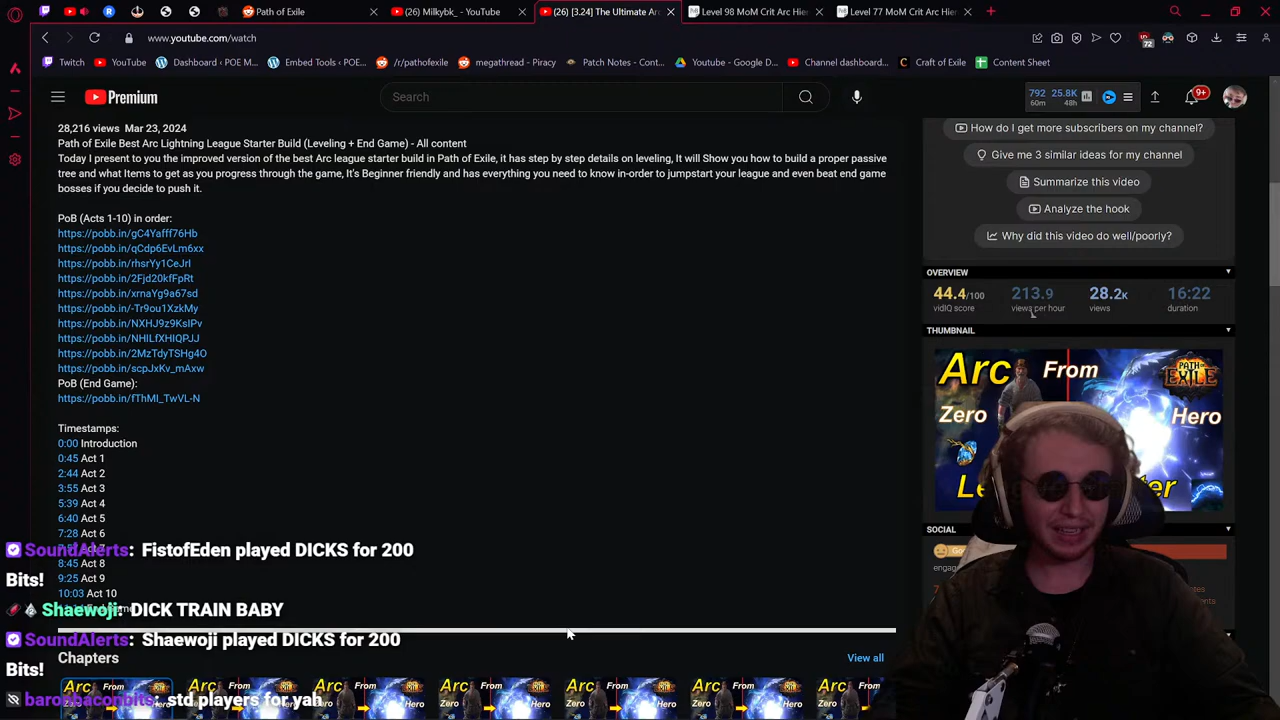 Path of Exile
(26) Milkybk_ - YouTube
(26) [3.24] The Ultimate Arc
Level 98 MoM Crit Arc Hier
Level 77 MoM Crit Arc Hier
www.youtube.com/watch
72
Twitch
YouTube
Dashboard ‹ POE M...
Embed Tools ‹ POE...
/r/pathofexile
megathread - Piracy
Patch Notes - Cont...
Youtube - Google D...
Channel dashboard...
Craft of Exile
Content Sheet
Premium
Search
792 25.8K
60m 48h
9+
28,216 views Mar 23, 2024
Path of Exile Best Arc Lightning League Starter Build (Leveling + End Game) - All content
Today I present to you the improved version of the best Arc league starter build in Path of Exile, it has step by step details on leveling, It will Show you how to build a proper passive
tree and what Items to get as you progress through the game, It's Beginner friendly and has everything you need to know in-order to jumpstart your league and even beat end game
bosses if you decide to push it.
PoB (Acts 1-10) in order:
https://pobb.in/gC4Yafff76Hb
https://pobb.in/qCdp6EvLm6xx
https://pobb.in/rhsrYy1CeJrl
https://pobb.in/2Fjd20kfFpRt
https://pobb.in/xrnaYg9a67sd
https://pobb.in/-Tr9ou1XzkMy
https://pobb.in/NXHJ9z9KsIPv
https://pobb.in/NHILfXHIQPJJ
https://pobb.in/2MzTdyTSHg4O
https://pobb.in/scpJxKv_mAxw
PoB (End Game):
https://pobb.in/fThMI_TwVL-N
Timestamps:
0:00 Introduction
0:45 Act 1
2:44 Act 2
3:55 Act 3
5:39 Act 4
6:40 Act 5
7:28 Act 6
8:45 Act 8
9:25 Act 9
10:03 Act 10
SoundAlerts: FistofEden played DICKS for 200
Bits!
Shaewoji: DICK TRAIN BABY
SoundAlerts: Shaewoji played DICKS for 200
Bits!
baronbaconbits: std players for yah
Chapters
View all
How do I get more subscribers on my channel?
Give me 3 similar ideas for my channel
Summarize this video
Analyze the hook
Why did this video do well/poorly?
OVERVIEW
44.4/100 213.9 28.2K 16:22
vidIQ score views per hour views duration
THUMBNAIL
Arc From
PATH EXILE
Zero Hero
SOCIAL